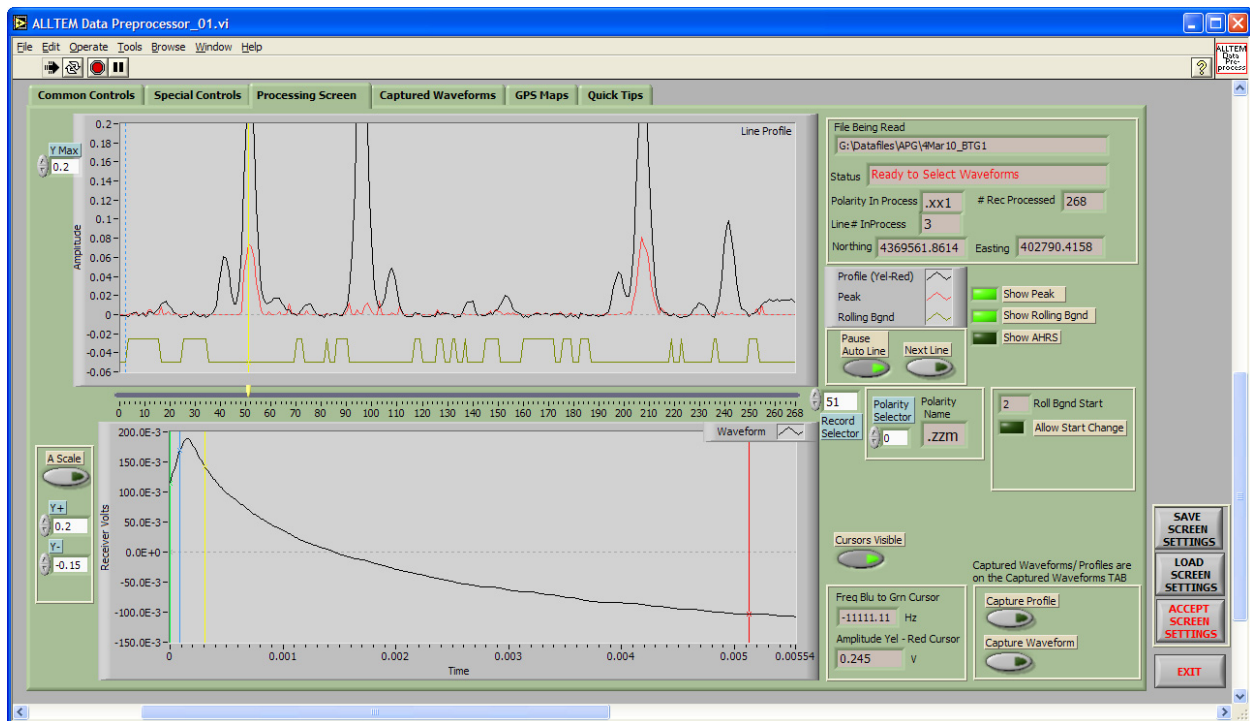 ALLTEM Data Preprocessor_01.vi
File Edit Operate Tools Browse Window Help
ALLTEM
Data
Pre-
process
Common Controls
Special Controls
Processing Screen
Captured Waveforms
GPS Maps
Quick Tips
Y Max
0.2
Line Profile
Amplitude
0.2
0.18
0.16
0.14
0.12
0.1
0.08
0.06
0.04
0.02
0
-0.02
-0.04
-0.06
0 10 20 30 40 50 60 70 80 90 100 110 120 130 140 150 160 170 180 190 200 210 220 230 240 250 260 268
File Being Read
G:\Datafiles\APG\4Mar10_BTG1
Status Ready to Select Waveforms
Polarity In Process .xx1 # Rec Processed 268
Line# InProcess 3
Northing 4369561.8614 Easting 402790.4158
Profile (Yel-Red)
Peak
Rolling Bgnd
Show Peak
Show Rolling Bgnd
Show AHRS
Pause
Auto Line
Next Line
51
Record
Selector
Polarity
Selector
0
Polarity
Name
.zzm
2 Roll Bgnd Start
Allow Start Change
A Scale
Y+
0.2
Y-
-0.15
Waveform
Receiver Volts
200.0E-3
150.0E-3
100.0E-3
50.0E-3
0.0E+0
-50.0E-3
-100.0E-3
-150.0E-3
0 0.001 0.002 0.003 0.004 0.005 0.00554
Time
Cursors Visible
Freq Blu to Grn Cursor
-11111.11 Hz
Amplitude Yel - Red Cursor
0.245 V
Captured Waveforms/ Profiles are
on the Captured Waveforms TAB
Capture Profile
Capture Waveform
SAVE
SCREEN
SETTINGS
LOAD
SCREEN
SETTINGS
ACCEPT
SCREEN
SETTINGS
EXIT